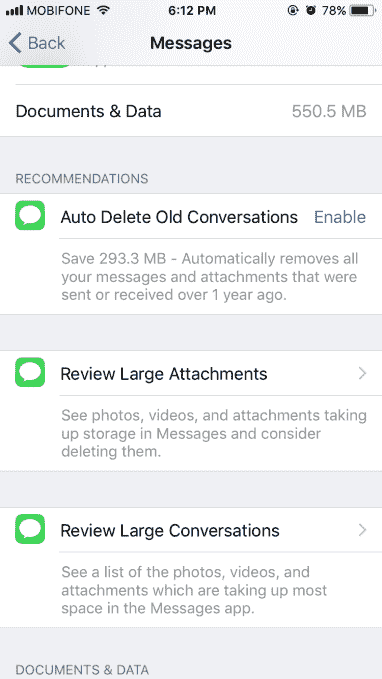 MOBIFONE 6:12 PM 78%
Back Messages
Documents & Data 550.5 MB
RECOMMENDATIONS
Auto Delete Old Conversations Enable
Save 293.3 MB - Automatically removes all
your messages and attachments that were
sent or received over 1 year ago.
Review Large Attachments
See photos, videos, and attachments taking
up storage in Messages and consider
deleting them.
Review Large Conversations
See a list of the photos, videos, and
attachments which are taking up most
space in the Messages app.
DOCUMENTS & DATA